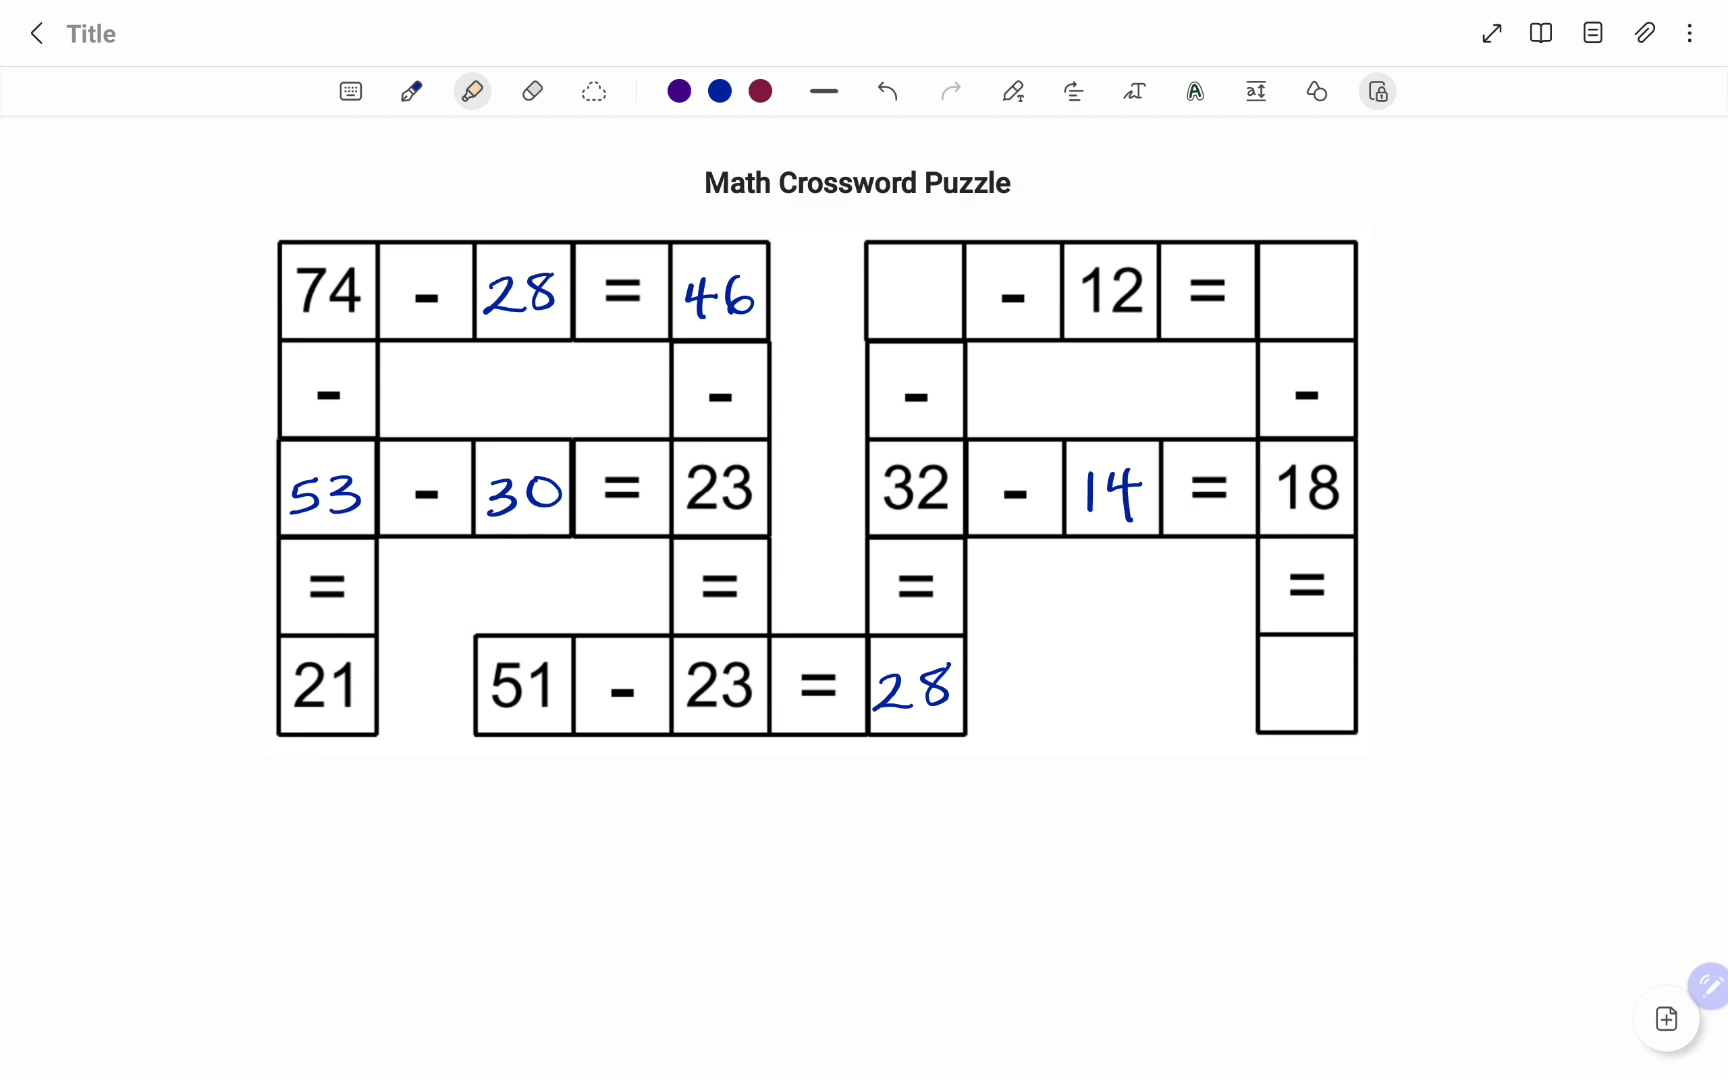 Title
Math Crossword Puzzle
74 - 28 = 46 - 12 =
- - - -
53 - 30 = 23 32 - 14 = 18
= = = =
21 51 - 23 = 28